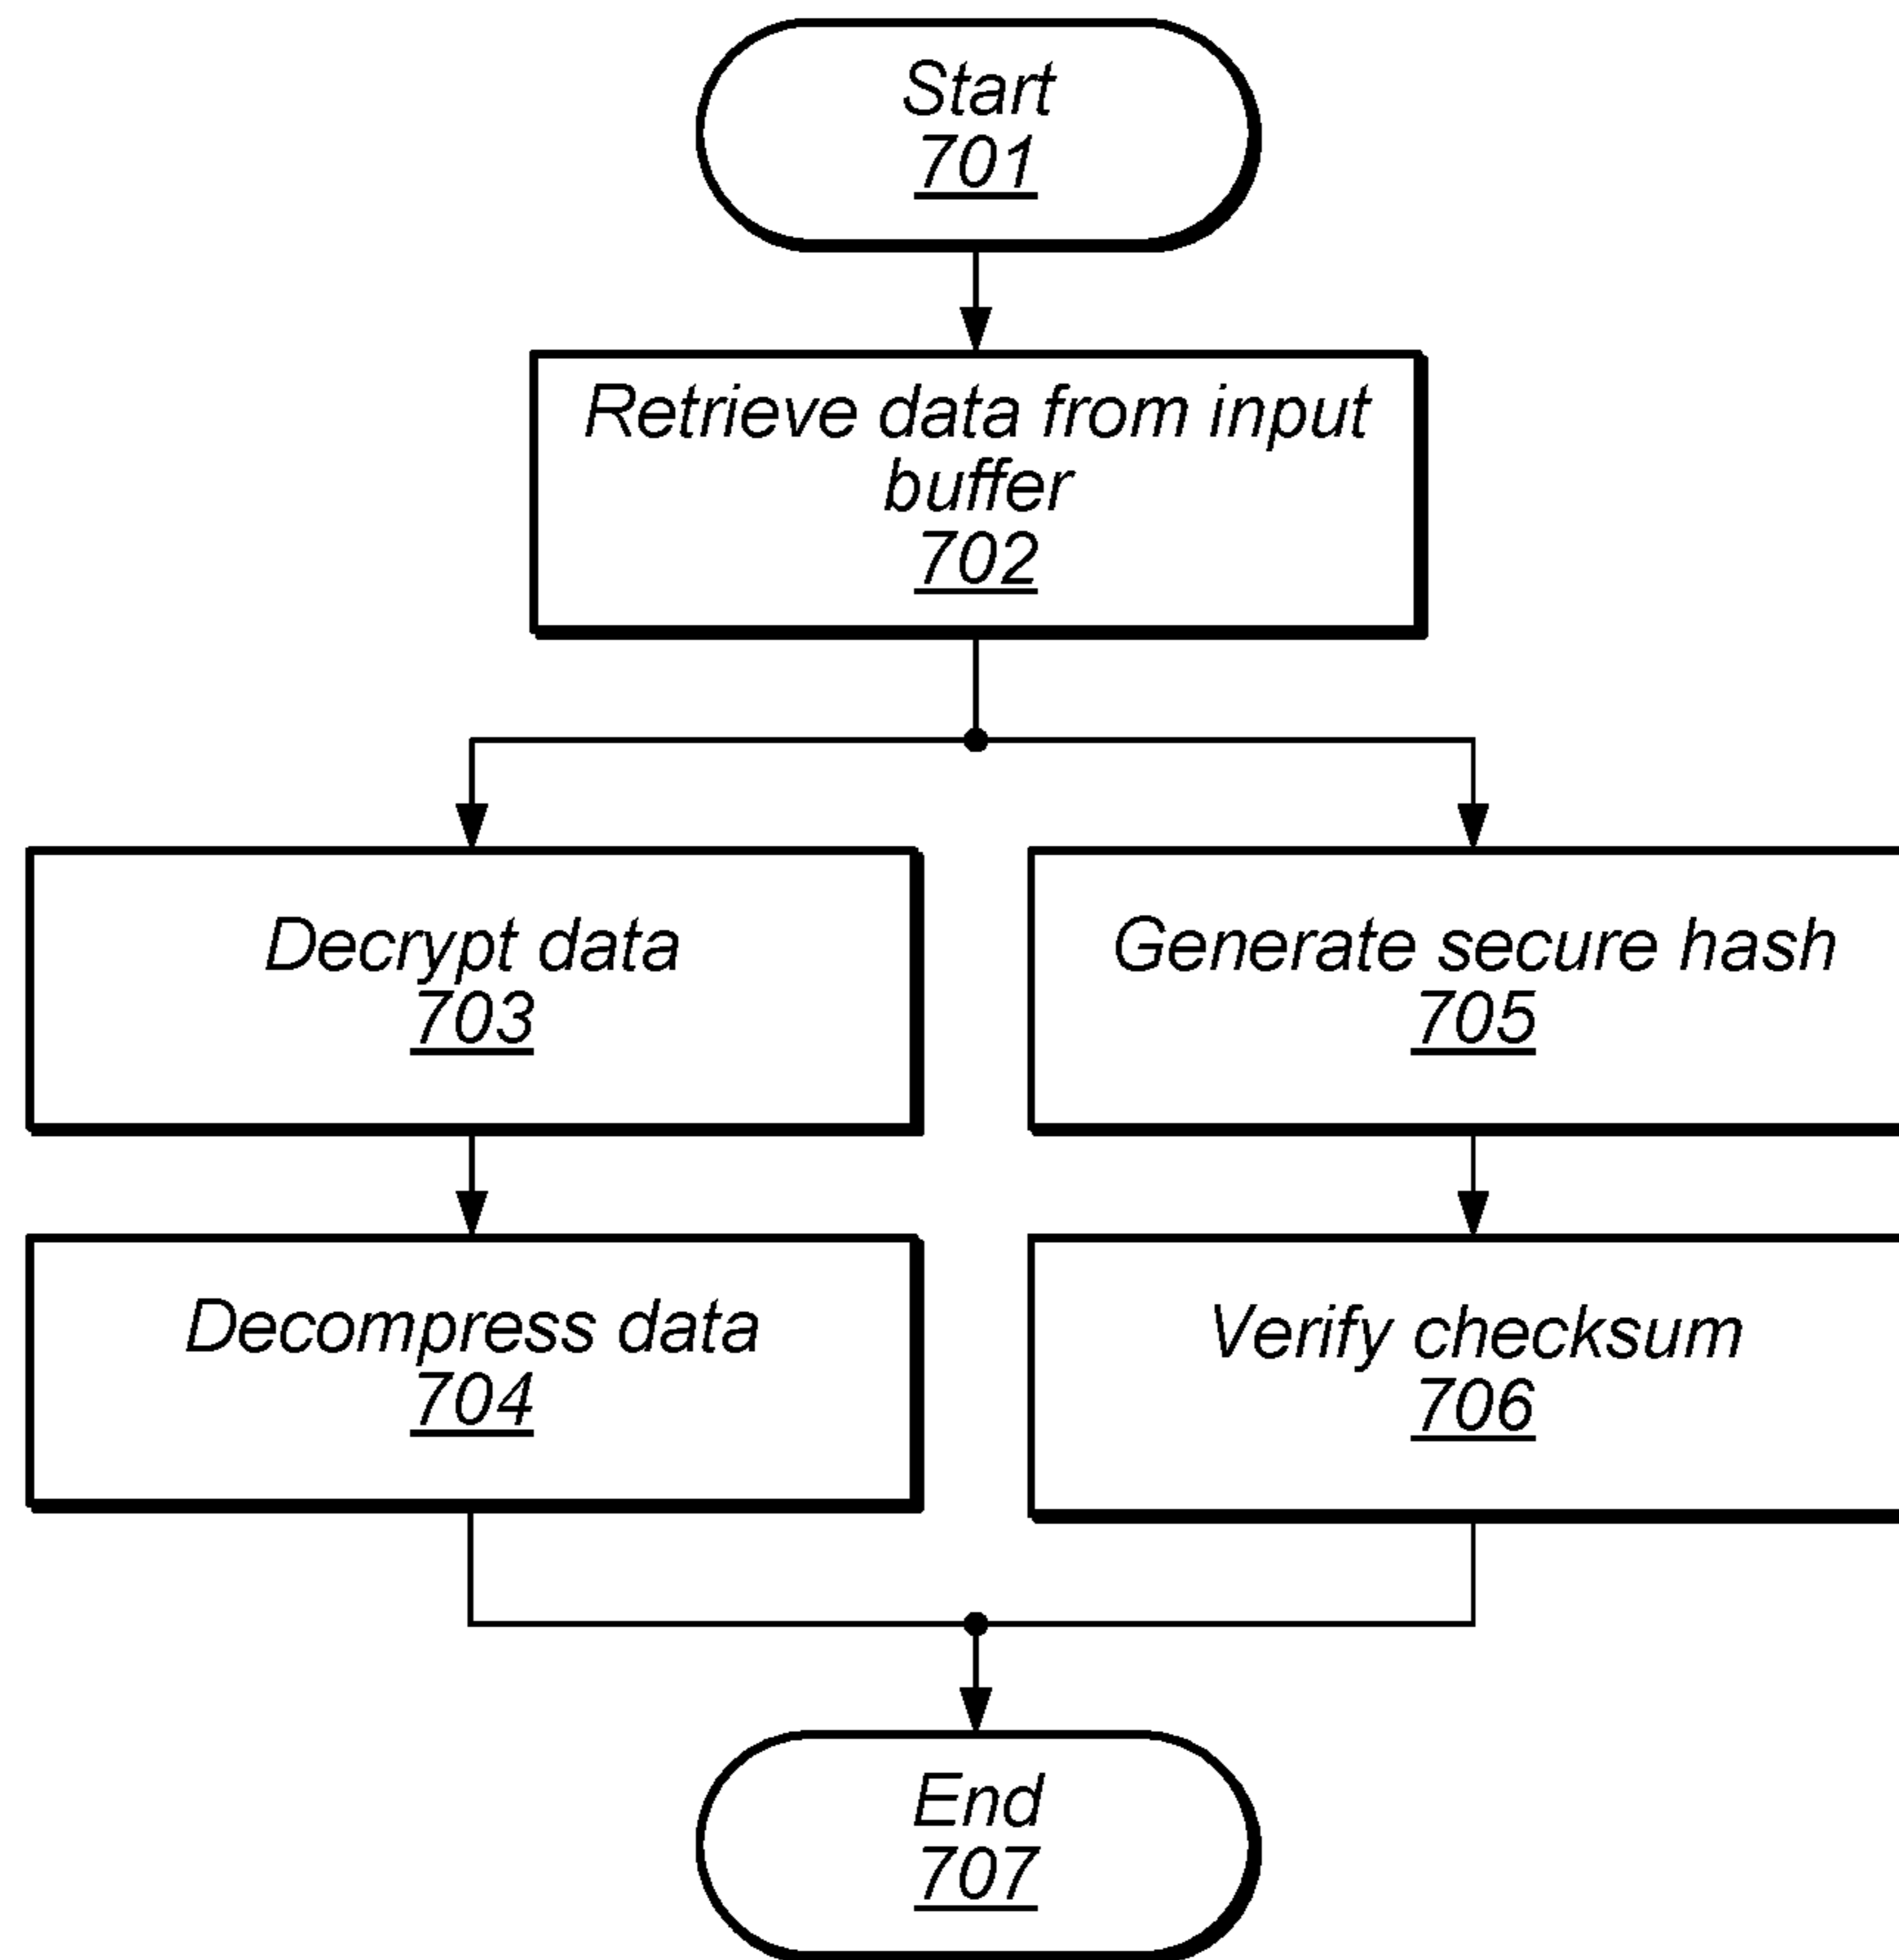 Start
701
Retrieve data from input
buffer
702
Decrypt data
703
Generate secure hash
705
Decompress data
704
Verify checksum
706
End
707